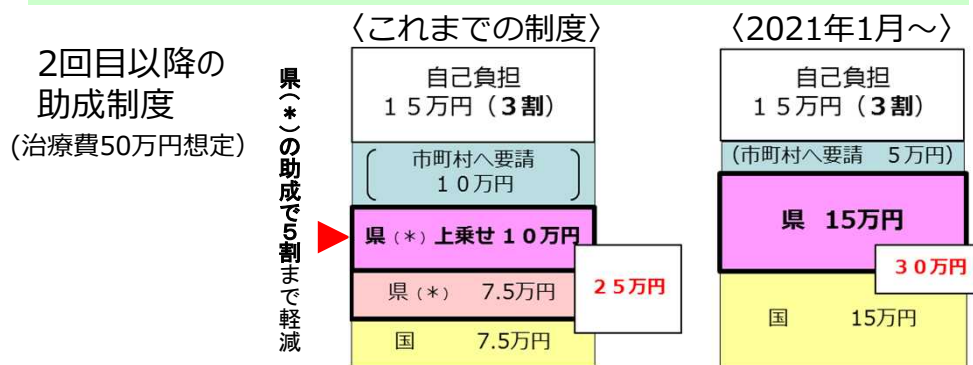 2回目以降の
助成制度
(治療費50万円想定）
県（＊）の助成で5割まで軽減
〈これまでの制度〉
自己負担
１５万円（３割）
市町村へ要請
１０万円
県（＊）上乗せ１０万円
県（＊） 7.5万円
２５万円
国 7.5万円
〈2021年1月～〉
自己負担
１５万円（３割）
(市町村へ要請 ５万円)
県 15万円
３０万円
国 15万円